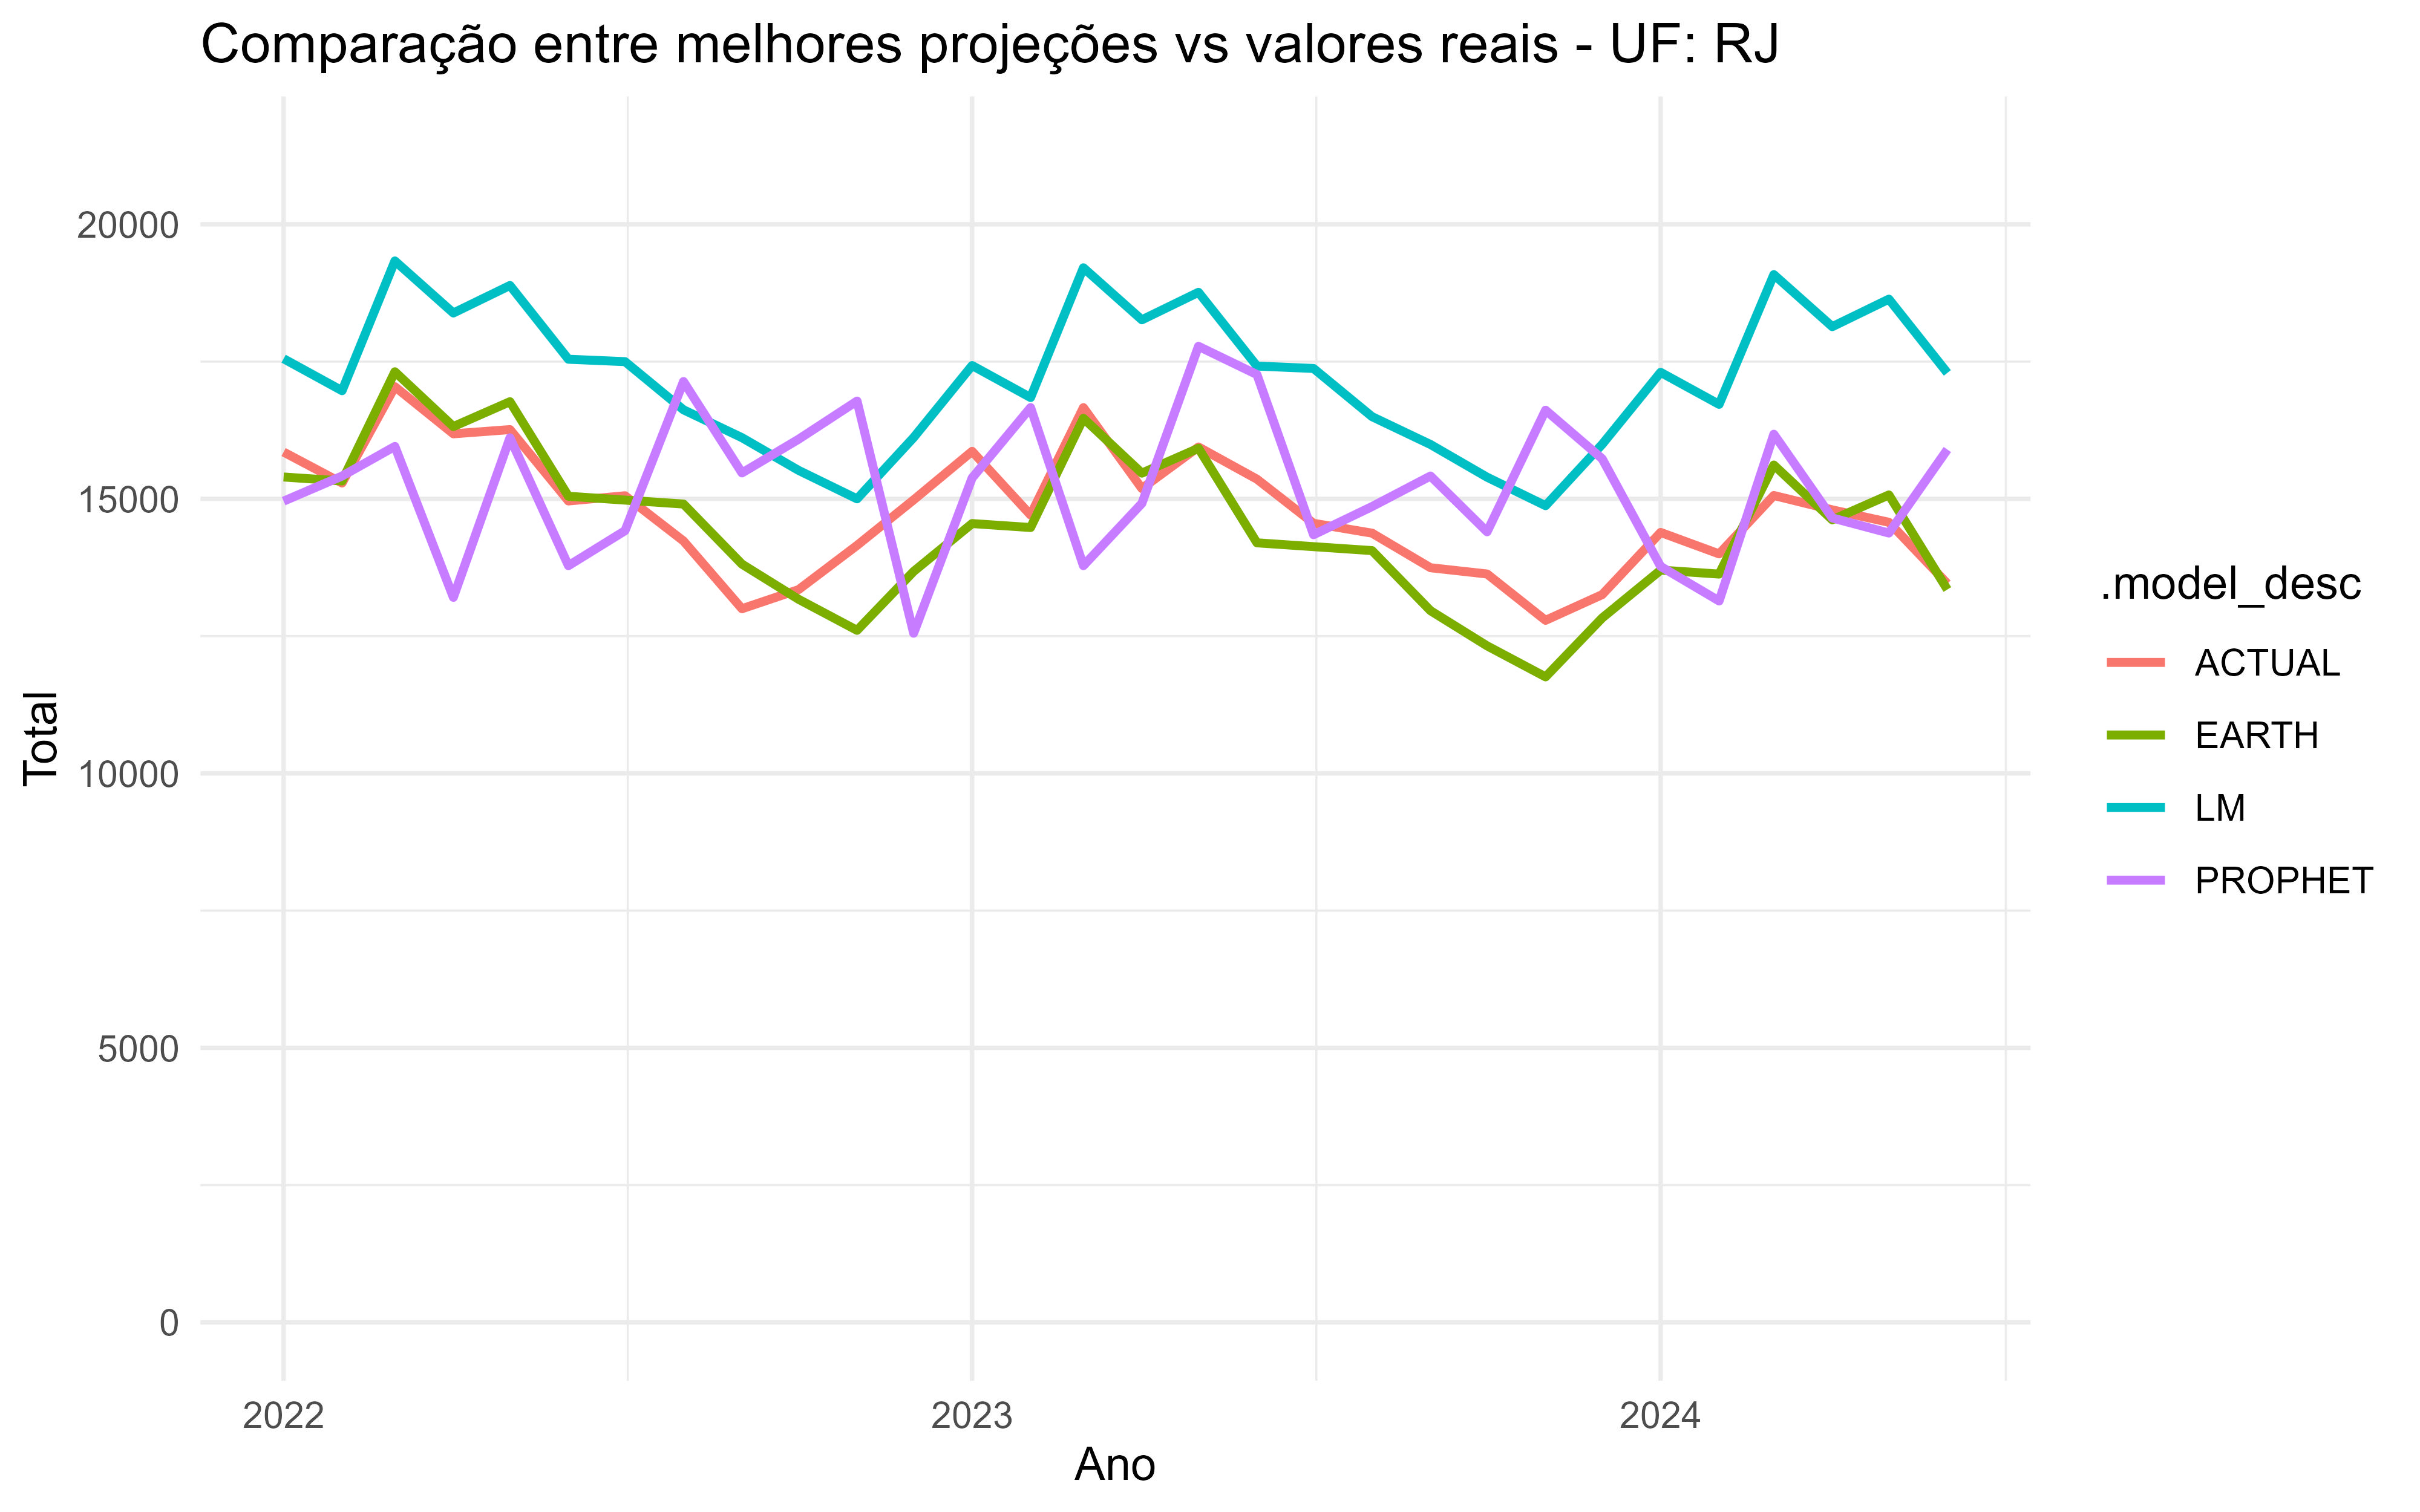 Comparação entre melhores projeções vs valores reais - UF: RJ
20000
15000
10000
5000
0
Total
2022
2023
2024
Ano
.model_desc
ACTUAL
EARTH
LM
PROPHET